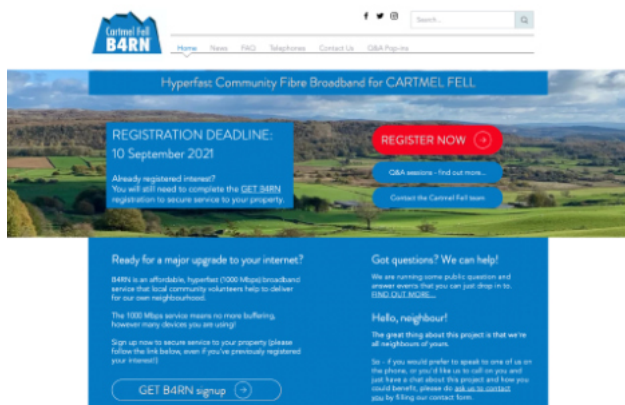 Cartmel Fell
B4RN
Search...
Home News FAQ Telephones Contact Us Q&A Pop-ins
Hyperfast Community Fibre Broadband for CARTMEL FELL
REGISTRATION DEADLINE:
10 September 2021
Already registered interest?
You will still need to complete the GET B4RN
registration to secure service to your property.
REGISTER NOW
Q&A sessions - find out more...
Contact the Cartmel Fell team
Ready for a major upgrade to your internet?
B4RN is an affordable, hyperfast (1000 Mbps) broadband
service that local community volunteers help to deliver
for our own neighbourhood.
The 1000 Mbps service means no more buffering,
however many devices you are using!
Sign up now to secure service to your property (please
follow the link below, even if you've previously registered
your interest!)
GET B4RN signup
Got questions? We can help!
We are running some public question and
answer events that you can just drop in to.
FIND OUT MORE...
Hello, neighbour!
The great thing about this project is that we're
all neighbours of yours.
So - if you would prefer to speak to one of us on
the phone, or you'd like us to call on you and
just have a chat about this project and how you
could benefit, please do ask us to contact
you by filling our contact form.